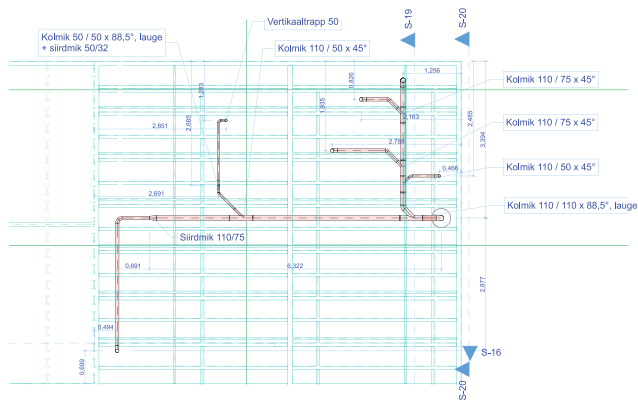 S-19
S-20
Vertikaaltrapp 50
Kolmik 50 / 50 x 88,5°, lauge
+ siirdmik 50/32
Kolmik 110 / 50 x 45°
1,256
Kolmik 110 / 75 x 45°
1,283
0,826
1,935
2,685
2,163
2,485
3,394
2,851
Kolmik 110 / 75 x 45°
2,788
0,466
Kolmik 110 / 50 x 45°
2,691
Kolmik 110 / 110 x 88,5°, lauge
Siirdmik 110/75
0,691
6,322
2,877
0,494
S-16
0,699
S-20